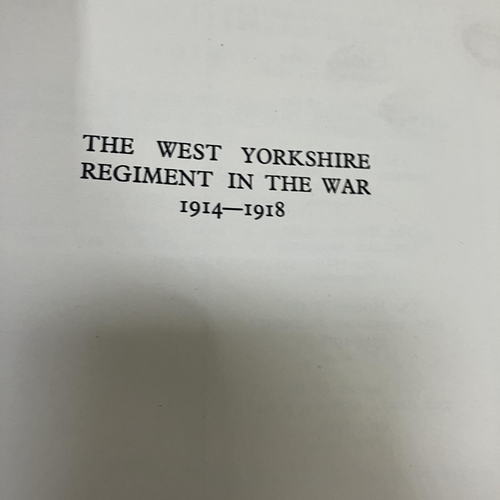 THE WEST YORKSHIRE
REGIMENT IN THE WAR
1914—1918